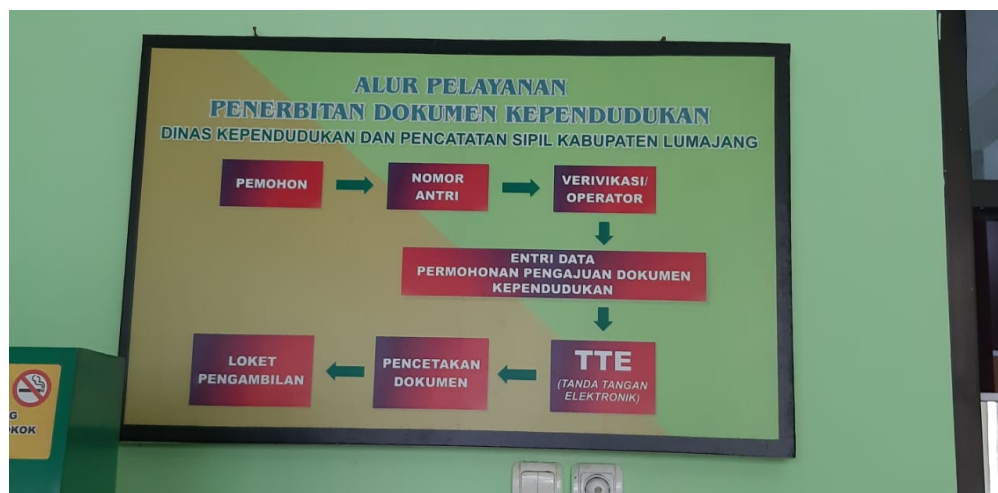 ALUR PELAYANAN
PENERBITAN DOKUMEN KEPENDUDUKAN
DINAS KEPENDUDUKAN DAN PENCATATAN SIPIL KABUPATEN LUMAJANG
PEMOHON
NOMOR
ANTRI
VERIVIKASI/
OPERATOR
ENTRI DATA
PERMOHONAN PENGAJUAN DOKUMEN
KEPENDUDUKAN
TTE
(TANDA TANGAN
ELEKTRONIK)
PENCETAKAN
DOKUMEN
LOKET
PENGAMBILAN
G
OKOK